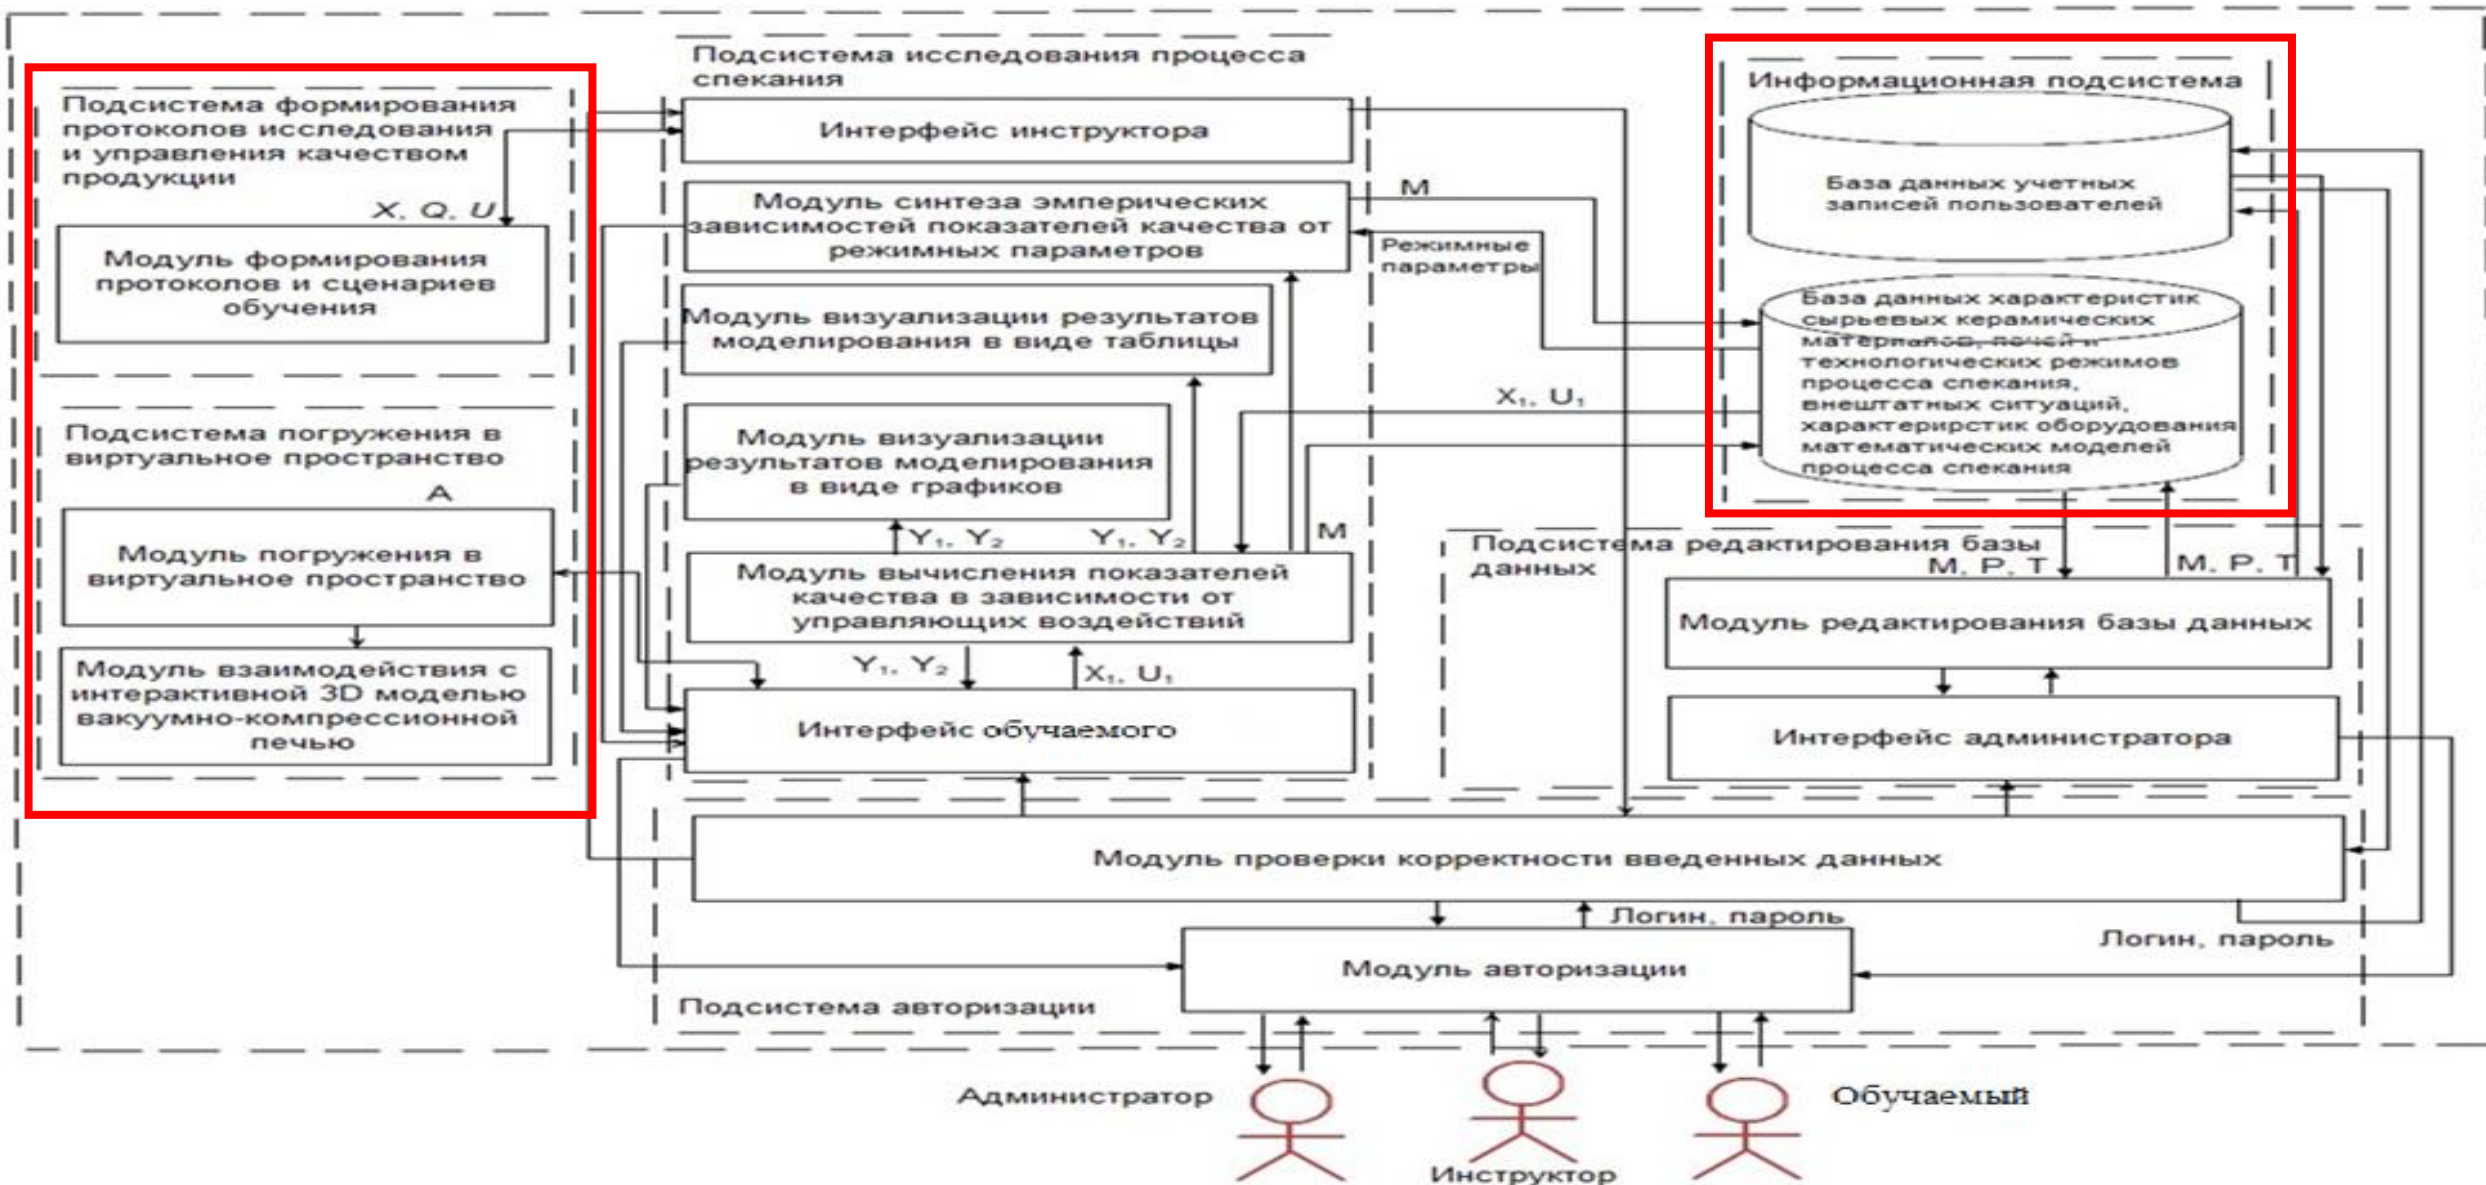 Подсистема формирования
протоколов исследования
и управления качеством
продукции
X, Q, U
Модуль формирования
протоколов и сценариев
обучения
Подсистема погружения в
виртуальное пространство
A
Модуль погружения в
виртуальное пространство
Модуль взаимодействия с
интерактивной 3D моделью
вакуумно-компрессионной
печью
Подсистема исследования процесса
спекания
Интерфейс инструктора
Модуль синтеза эмперических
зависимостей показателей качества от
режимных параметров
Модуль визуализации результатов
моделирования в виде таблицы
Модуль визуализации
результатов моделирования
в виде графиков
Y₁, Y₂
Y₁, Y₂
M
Модуль вычисления показателей
качества в зависимости от
управляющих воздействий
Y₁, Y₂
X₁, U₁
Интерфейс обучаемого
M
Режимные
параметры
X₁, U₁
Информационная подсистема
База данных учетных
записей пользователей
База данных характеристик
сырьевых керамических
материалов, печей и
технологических режимов
процесса спекания,
внештатных ситуаций,
характерирстик оборудования
математических моделей
процесса спекания
Подсистема редактирования базы
данных
M, P, T
M, P, T
Модуль редактирования базы данных
Интерфейс администратора
Модуль проверки корректности введенных данных
Логин, пароль
Логин, пароль
Модуль авторизации
Подсистема авторизации
Администратор
Инструктор
Обучаемый